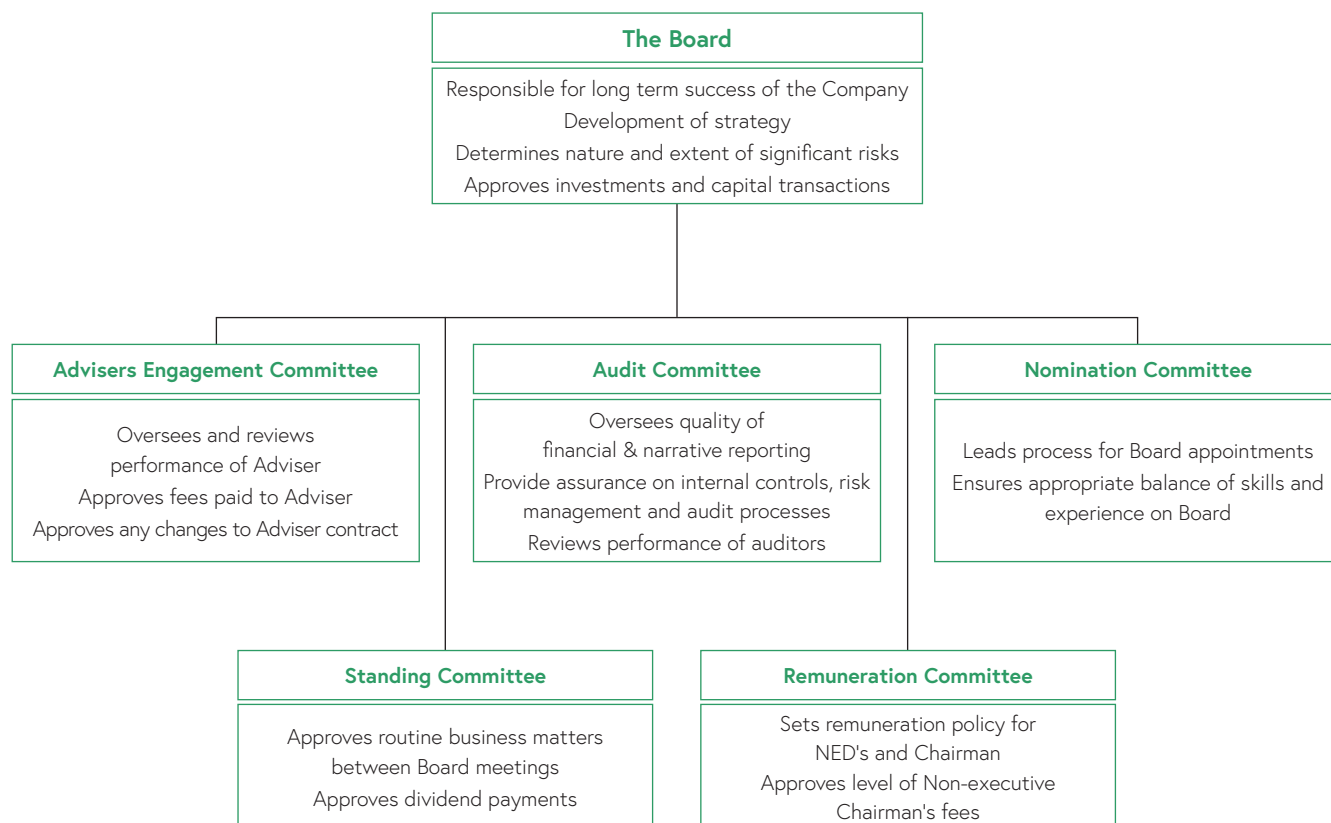 The Board
Responsible for long term success of the Company
Development of strategy
Determines nature and extent of significant risks
Approves investments and capital transactions
Advisers Engagement Committee
Oversees and reviews
performance of Adviser
Approves fees paid to Adviser
Approves any changes to Adviser contract
Audit Committee
Oversees quality of
financial & narrative reporting
Provide assurance on internal controls, risk
management and audit processes
Reviews performance of auditors
Nomination Committee
Leads process for Board appointments
Ensures appropriate balance of skills and
experience on Board
Standing Committee
Approves routine business matters
between Board meetings
Approves dividend payments
Remuneration Committee
Sets remuneration policy for
NED's and Chairman
Approves level of Non-executive
Chairman's fees